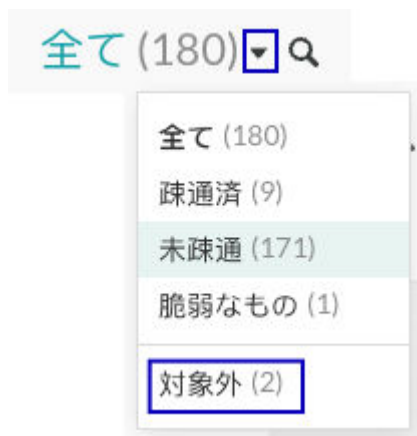 全て (180)
全て (180)
疎通済 (9)
未疎通 (171)
脆弱なもの (1)
対象外 (2)